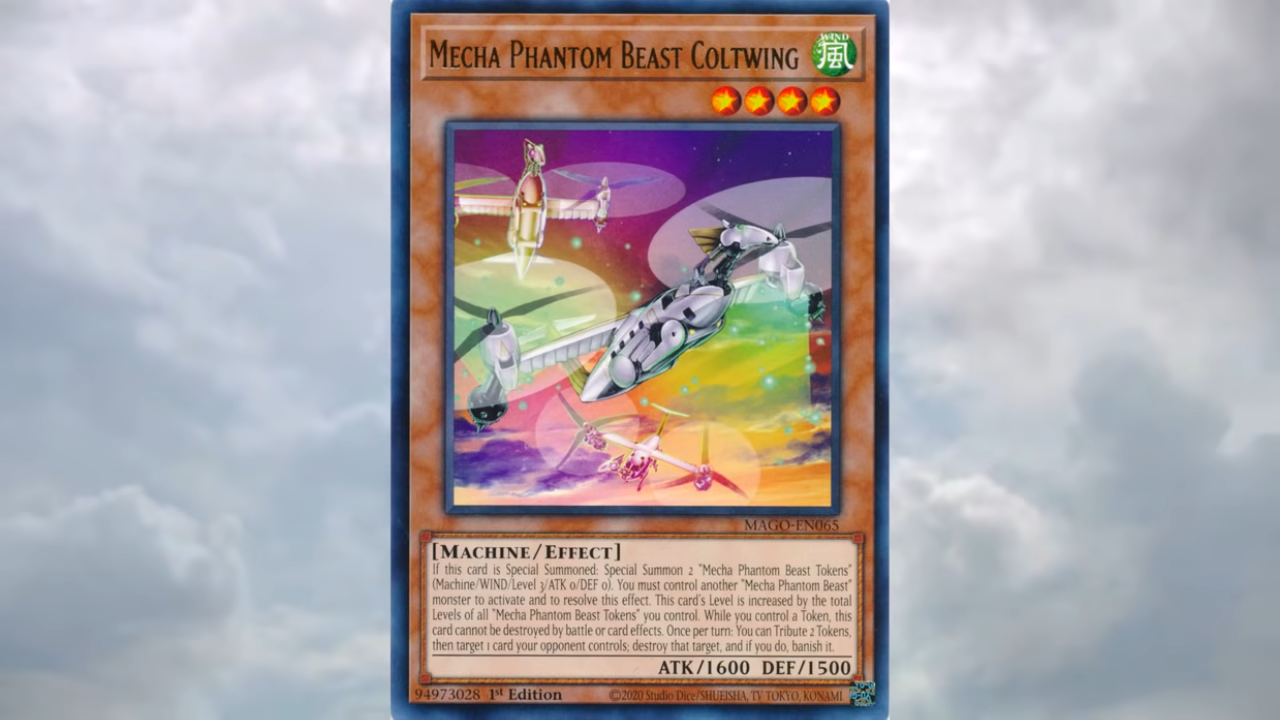 Mecha Phantom Beast Coltwing
WIND
風
MAGO-EN065
[Machine/Effect]
If this card is Special Summoned: Special Summon 2 "Mecha Phantom Beast Tokens"
(Machine/WIND/Level 3/ATK 0/DEF 0). You must control another "Mecha Phantom Beast"
monster to activate and to resolve this effect. This card's Level is increased by the total
Levels of all "Mecha Phantom Beast Tokens" you control. While you control a Token, this
card cannot be destroyed by battle or card effects. Once per turn: You can Tribute 2 Tokens,
then target 1 card your opponent controls; destroy that target, and if you do, banish it.
ATK/1600 DEF/1500
94973028 1st Edition ©2020 Studio Dice/SHUEISHA, TV TOKYO, KONAMI